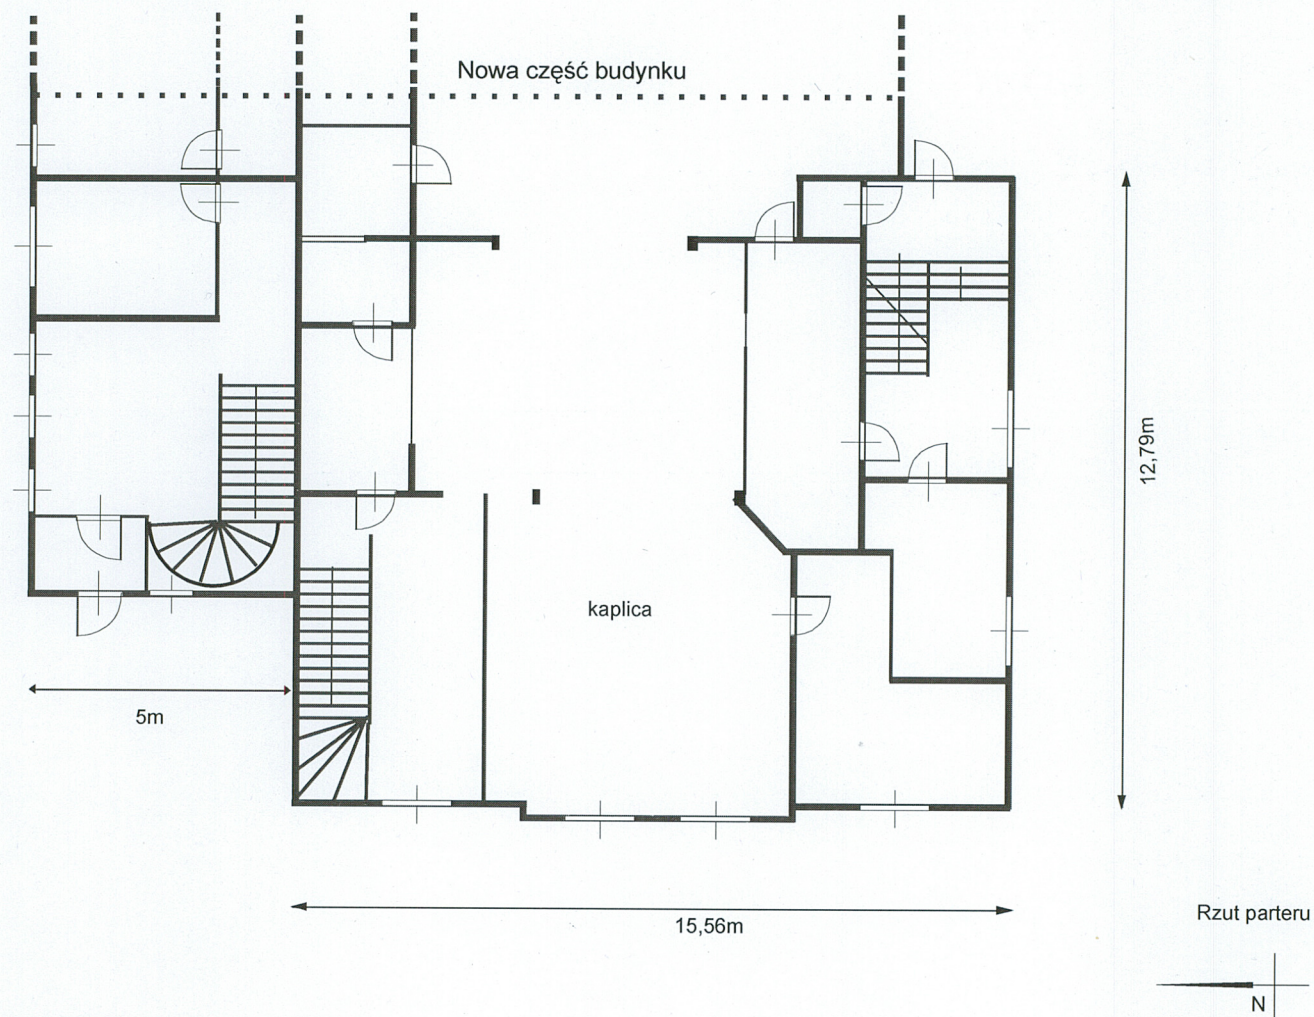 Nowa część budynku
12,79m
kaplica
5m
15,56m
Rzut parteru
N